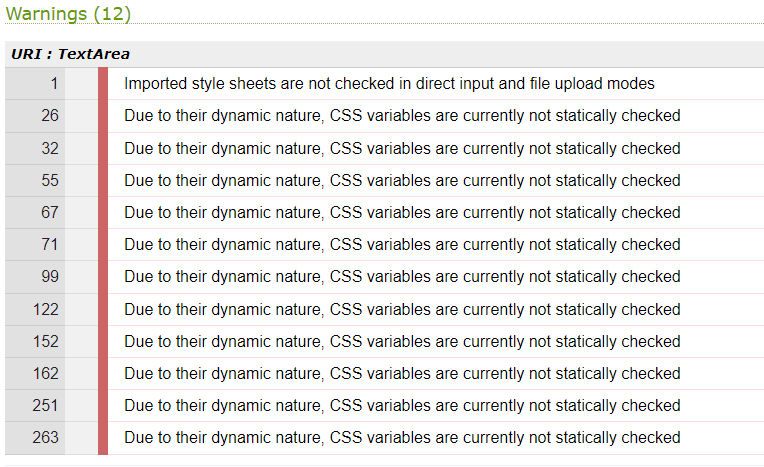 Warnings (12)
URI : TextArea
1 Imported style sheets are not checked in direct input and file upload modes
26 Due to their dynamic nature, CSS variables are currently not statically checked
32 Due to their dynamic nature, CSS variables are currently not statically checked
55 Due to their dynamic nature, CSS variables are currently not statically checked
67 Due to their dynamic nature, CSS variables are currently not statically checked
71 Due to their dynamic nature, CSS variables are currently not statically checked
99 Due to their dynamic nature, CSS variables are currently not statically checked
122 Due to their dynamic nature, CSS variables are currently not statically checked
152 Due to their dynamic nature, CSS variables are currently not statically checked
162 Due to their dynamic nature, CSS variables are currently not statically checked
251 Due to their dynamic nature, CSS variables are currently not statically checked
263 Due to their dynamic nature, CSS variables are currently not statically checked